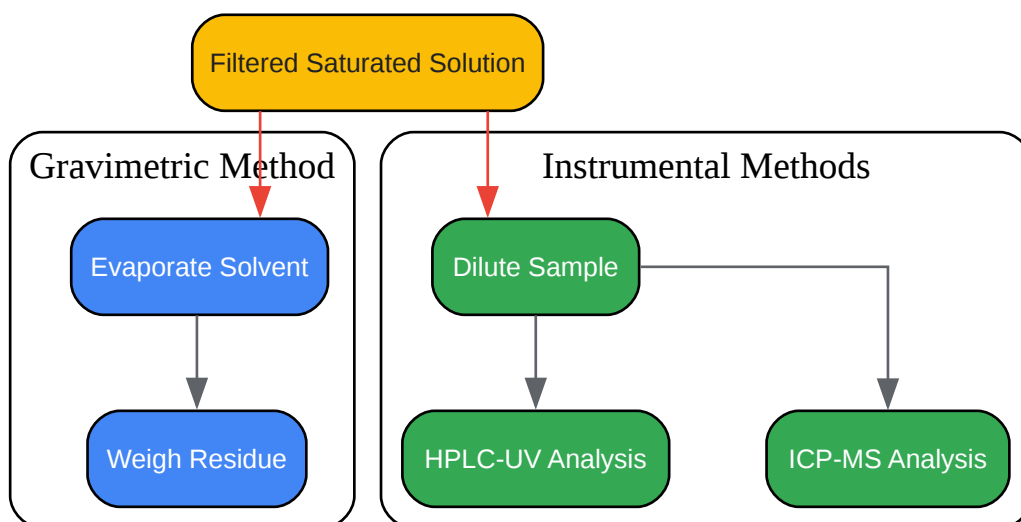 Filtered Saturated Solution
Gravimetric Method
Instrumental Methods
Evaporate Solvent
Dilute Sample
Weigh Residue
HPLC-UV Analysis
ICP-MS Analysis